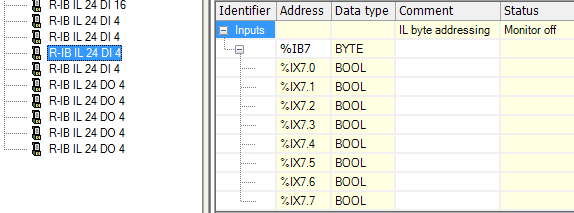 R-IB IL 24 DI 16
R-IB IL 24 DI 4
R-IB IL 24 DI 4
R-IB IL 24 DI 4
R-IB IL 24 DI 4
R-IB IL 24 DO 4
R-IB IL 24 DO 4
R-IB IL 24 DO 4
R-IB IL 24 DO 4
R-IB IL 24 DO 4
Identifier Address Data type Comment Status
Inputs IL byte addressing Monitor off
%IB7 BYTE
%IX7.0 BOOL
%IX7.1 BOOL
%IX7.2 BOOL
%IX7.3 BOOL
%IX7.4 BOOL
%IX7.5 BOOL
%IX7.6 BOOL
%IX7.7 BOOL